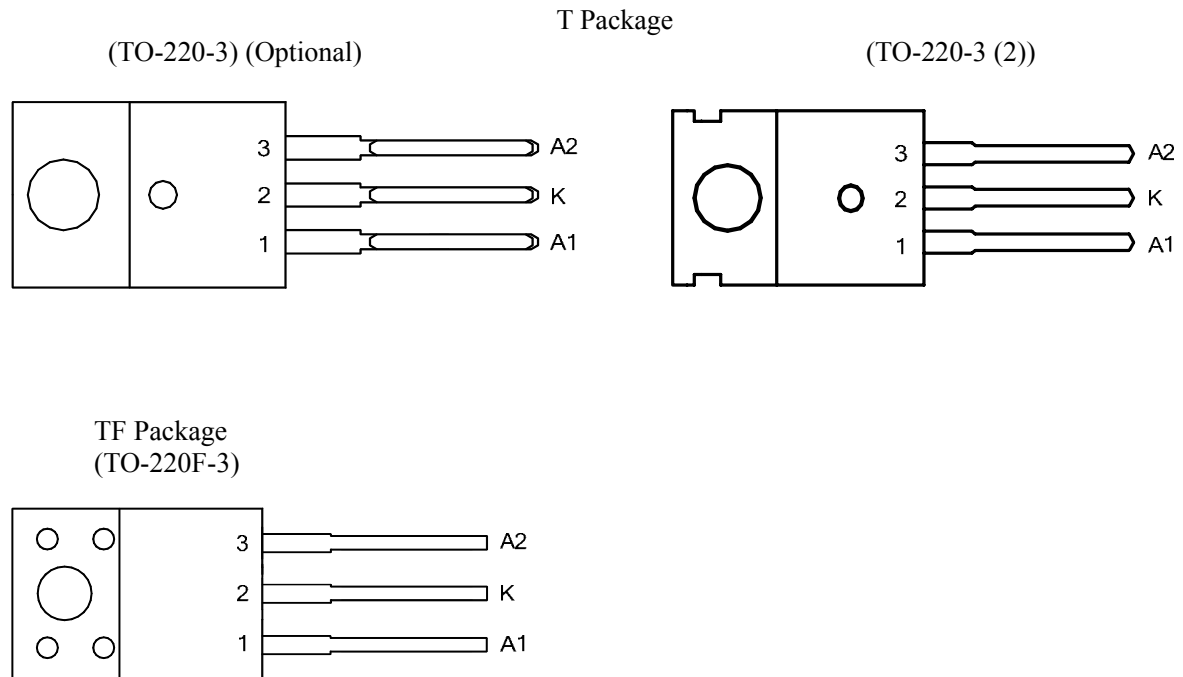 T Package
(TO-220-3) (Optional)
(TO-220-3 (2))
3 A2
2 K
1 A1
3 A2
2 K
1 A1
TF Package
(TO-220F-3)
3 A2
2 K
1 A1